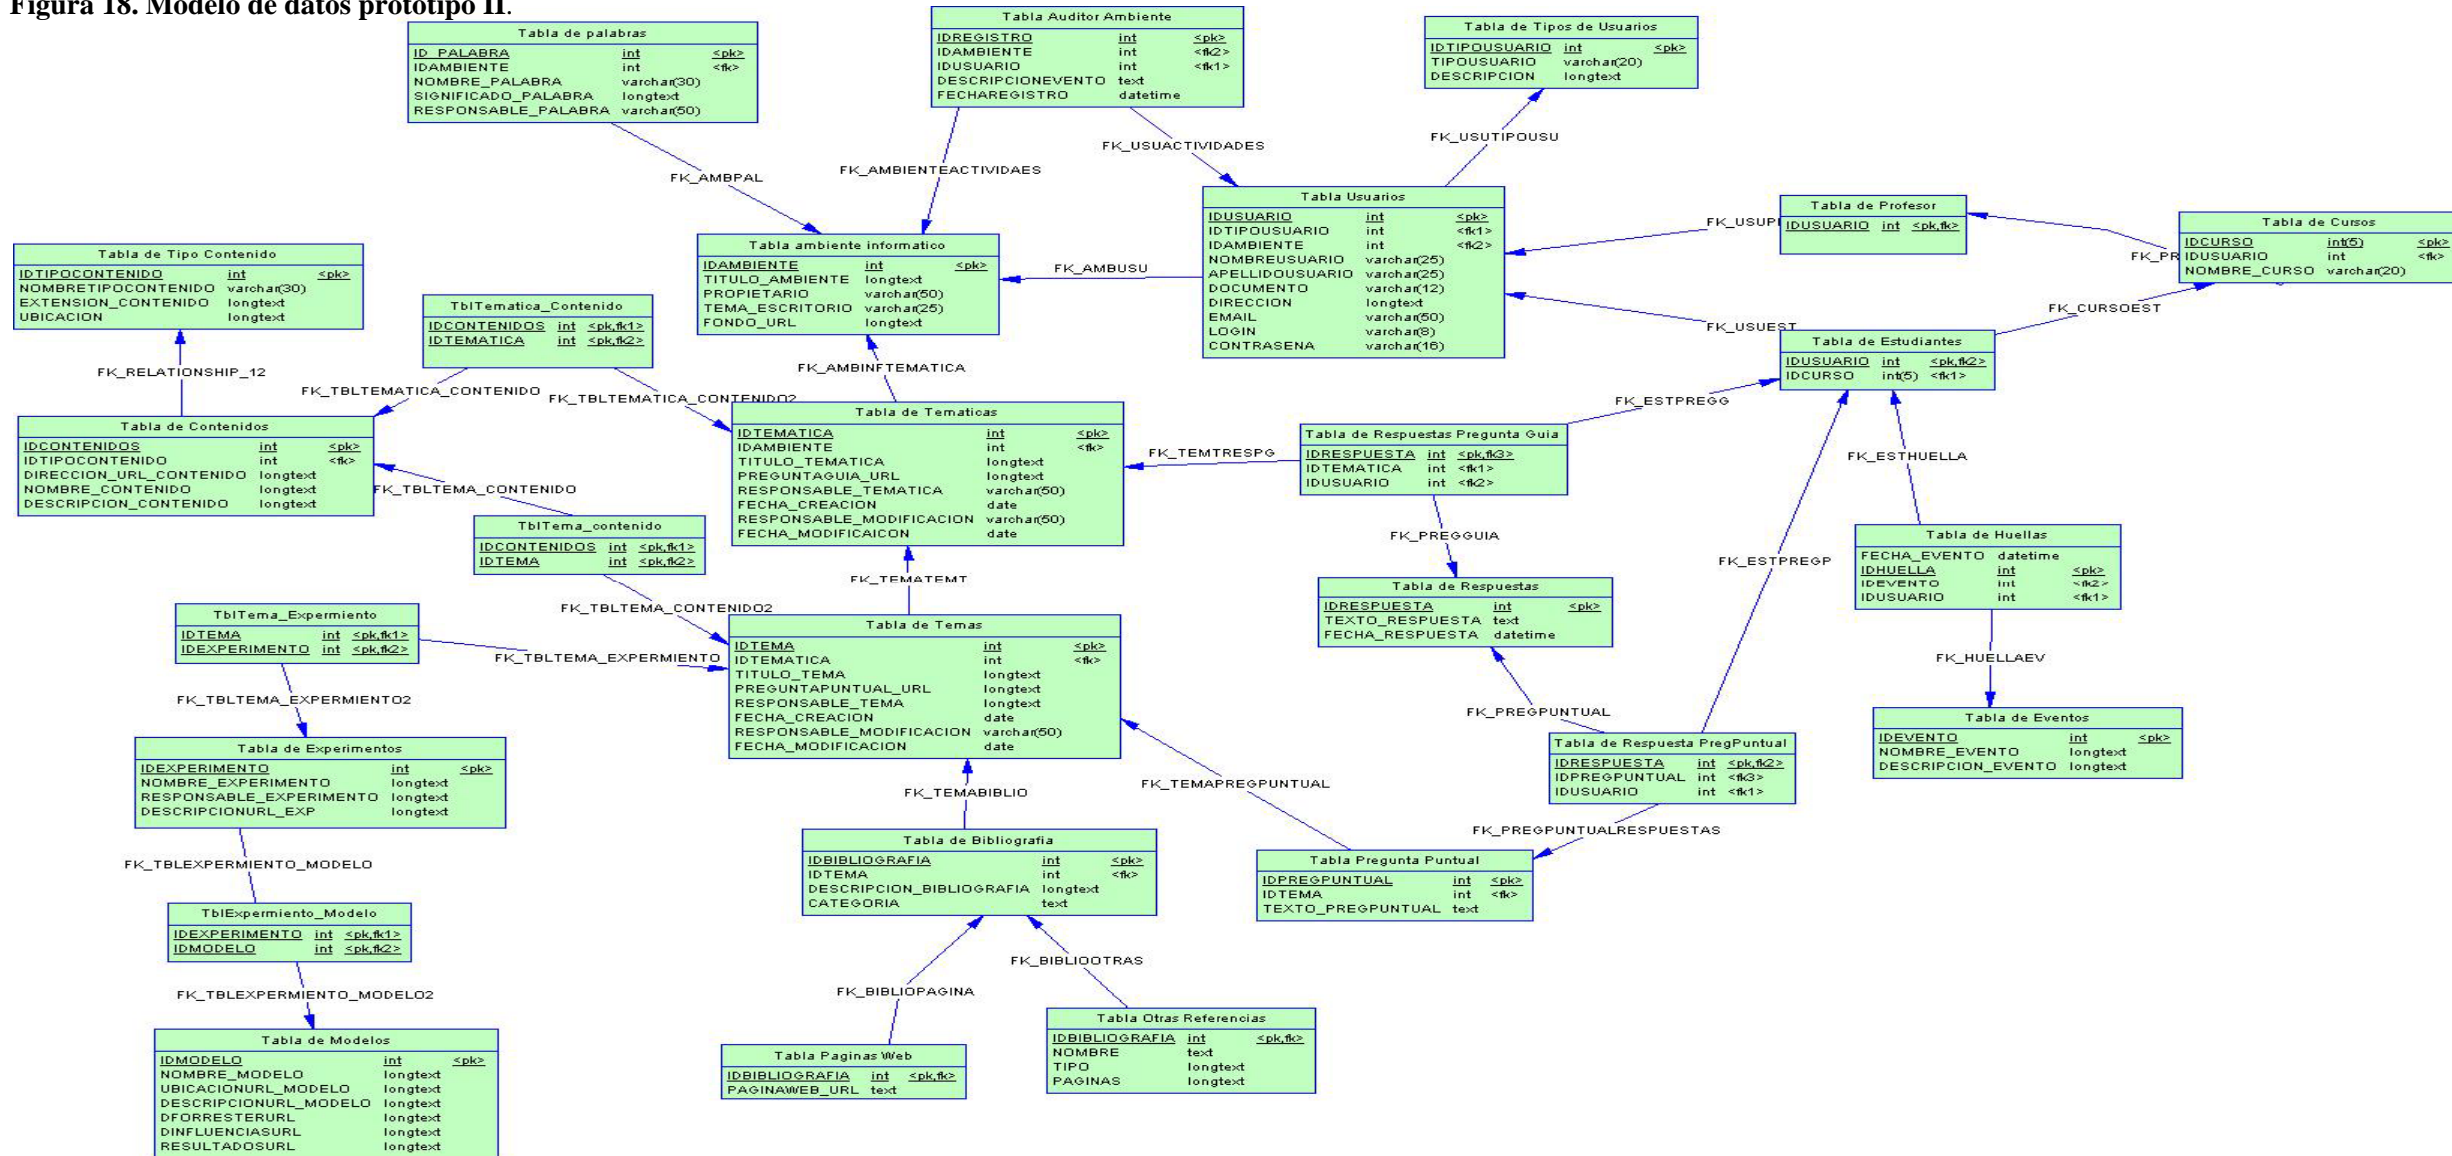 Figura 18. Modelo de datos prototipo II.
Tabla de palabras
ID_PALABRA int <pk>
IDAMBIENTE int <fk>
NOMBRE_PALABRA varchar(30)
SIGNIFICADO_PALABRA longtext
RESPONSABLE_PALABRA varchar(50)
Tabla Auditor Ambiente
IDREGISTRO int <pk>
IDAMBIENTE int <fk2>
IDUSUARIO int <fk1>
DESCRIPCIONEVENTO text
FECHAREGISTRO datetime
Tabla de Tipos de Usuarios
IDTIPOUSUARIO int <pk>
TIPOUSUARIO varchar(20)
DESCRIPCION longtext
FK_AMBPAL
FK_AMBIENTEACTIVIDAES
FK_USUACTIVIDADES
FK_USUTIPOUSU
Tabla Usuarios
IDUSUARIO int <pk>
IDTIPOUSUARIO int <fk1>
IDAMBIENTE int <fk2>
NOMBREUSUARIO varchar(25)
APELLIDOUSUARIO varchar(25)
DOCUMENTO varchar(12)
DIRECCION longtext
EMAIL varchar(50)
LOGIN varchar(8)
CONTRASENA varchar(16)
FK_USUPI
Tabla de Profesor
IDUSUARIO int <pk,fk>
FK_PR
Tabla de Cursos
IDCURSO int(5) <pk>
IDUSUARIO int <fk>
NOMBRE_CURSO varchar(20)
Tabla de Tipo Contenido
IDTIPOCONTENIDO int <pk>
NOMBRETIPOCONTENIDO varchar(30)
EXTENSION_CONTENIDO longtext
UBICACION longtext
Tabla ambiente informatico
IDAMBIENTE int <pk>
TITULO_AMBIENTE longtext
PROPIETARIO varchar(50)
TEMA_ESCRITORIO varchar(25)
FONDO_URL longtext
FK_AMBUSU
FK_USUEST
FK_CURSOEST
TblTematica_Contenido
IDCONTENIDOS int <pk,fk1>
IDTEMATICA int <pk,fk2>
Tabla de Estudiantes
IDUSUARIO int <pk,fk2>
IDCURSO int(5) <fk1>
FK_RELATIONSHIP_12
FK_TBLTEMATICA_CONTENIDO
FK_TBLTEMATICA_CONTENIDO2
FK_AMBINFTEMATICA
FK_ESTPREGG
Tabla de Contenidos
IDCONTENIDOS int <pk>
IDTIPOCONTENIDO int <fk>
DIRECCION_URL_CONTENIDO longtext
NOMBRE_CONTENIDO longtext
DESCRIPCION_CONTENIDO longtext
Tabla de Tematicas
IDTEMATICA int <pk>
IDAMBIENTE int <fk>
TITULO_TEMATICA longtext
PREGUNTAGUIA_URL longtext
RESPONSABLE_TEMATICA varchar(50)
FECHA_CREACION date
RESPONSABLE_MODIFICACION varchar(50)
FECHA_MODIFICAICON date
FK_TEMTRESPG
Tabla de Respuestas Pregunta Guia
IDRESPUESTA int <pk,fk3>
IDTEMATICA int <fk1>
IDUSUARIO int <fk2>
FK_ESTHUELLA
FK_TBLTEMA_CONTENIDO
TblTema_contenido
IDCONTENIDOS int <pk,fk1>
IDTEMA int <pk,fk2>
FK_PREGGUIA
FK_ESTPREGP
Tabla de Huellas
FECHA_EVENTO datetime
IDHUELLA int <pk>
IDEVENTO int <fk2>
IDUSUARIO int <fk1>
FK_TEMATEMT
FK_TBLTEMA_CONTENIDO2
Tabla de Respuestas
IDRESPUESTA int <pk>
TEXTO_RESPUESTA text
FECHA_RESPUESTA datetime
TblTema_Expermiento
IDTEMA int <pk,fk1>
IDEXPERIMENTO int <pk,fk2>
FK_TBLTEMA_EXPERMIENTO
Tabla de Temas
IDTEMA int <pk>
IDTEMATICA int <fk>
TITULO_TEMA longtext
PREGUNTAPUNTUAL_URL longtext
RESPONSABLE_TEMA longtext
FECHA_CREACION date
RESPONSABLE_MODIFICACION varchar(50)
FECHA_MODIFICACION date
FK_HUELLAEV
FK_TBLTEMA_EXPERMIENTO2
FK_PREGPUNTUAL
Tabla de Eventos
IDEVENTO int <pk>
NOMBRE_EVENTO longtext
DESCRIPCION_EVENTO longtext
Tabla de Experimentos
IDEXPERIMENTO int <pk>
NOMBRE_EXPERIMENTO longtext
RESPONSABLE_EXPERIMENTO longtext
DESCRIPCIONURL_EXP longtext
Tabla de Respuesta PregPuntual
IDRESPUESTA int <pk,fk2>
IDPREGPUNTUAL int <fk3>
IDUSUARIO int <fk1>
FK_TEMABIBLIO
FK_TEMAPREGPUNTUAL
FK_PREGPUNTUALRESPUESTAS
FK_TBLEXPERMIENTO_MODELO
Tabla de Bibliografia
IDBIBLIOGRAFIA int <pk>
IDTEMA int <fk>
DESCRIPCION_BIBLIOGRAFIA longtext
CATEGORIA text
Tabla Pregunta Puntual
IDPREGPUNTUAL int <pk>
IDTEMA int <fk>
TEXTO_PREGPUNTUAL text
TblExpermiento_Modelo
IDEXPERIMENTO int <pk,fk1>
IDMODELO int <pk,fk2>
FK_BIBLIOOTRAS
FK_BIBLIOPAGINA
FK_TBLEXPERMIENTO_MODELO2
Tabla Otras Referencias
IDBIBLIOGRAFIA int <pk,fk>
NOMBRE text
TIPO longtext
PAGINAS longtext
Tabla Paginas Web
IDBIBLIOGRAFIA int <pk,fk>
PAGINAWEB_URL text
Tabla de Modelos
IDMODELO int <pk>
NOMBRE_MODELO longtext
UBICACIONURL_MODELO longtext
DESCRIPCIONURL_MODELO longtext
DFORRESTERURL longtext
DINFLUENCIASURL longtext
RESULTADOSURL longtext